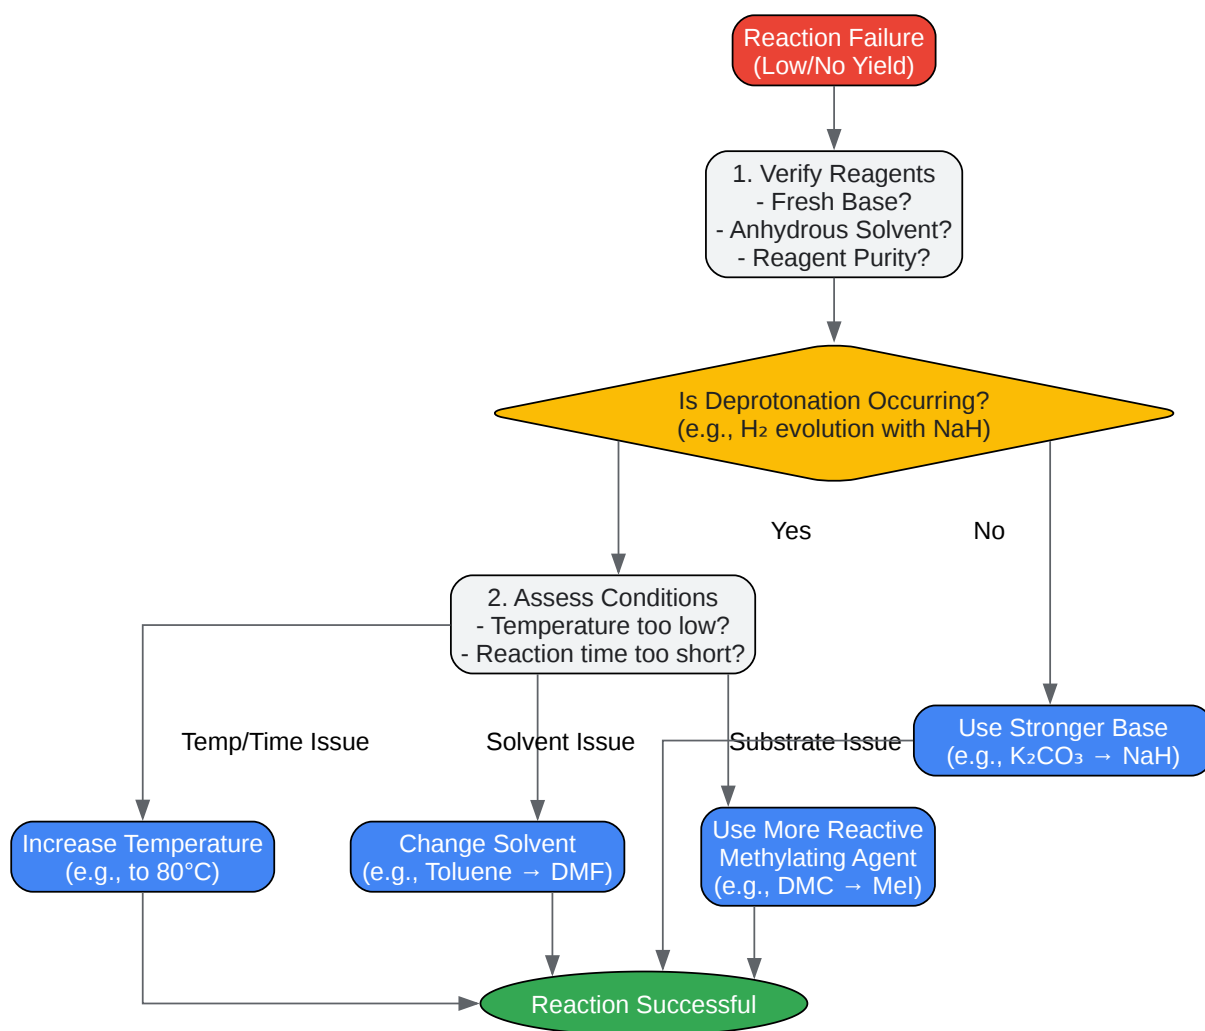 Reaction Failure
(Low/No Yield)
1. Verify Reagents
- Fresh Base?
- Anhydrous Solvent?
- Reagent Purity?
Is Deprotonation Occurring?
(e.g., H₂ evolution with NaH)
Yes
No
2. Assess Conditions
- Temperature too low?
- Reaction time too short?
Temp/Time Issue
Solvent Issue
Substrate Issue
Use Stronger Base
(e.g., K₂CO₃ → NaH)
Increase Temperature
(e.g., to 80°C)
Change Solvent
(e.g., Toluene → DMF)
Use More Reactive
Methylating Agent
(e.g., DMC → MeI)
Reaction Successful